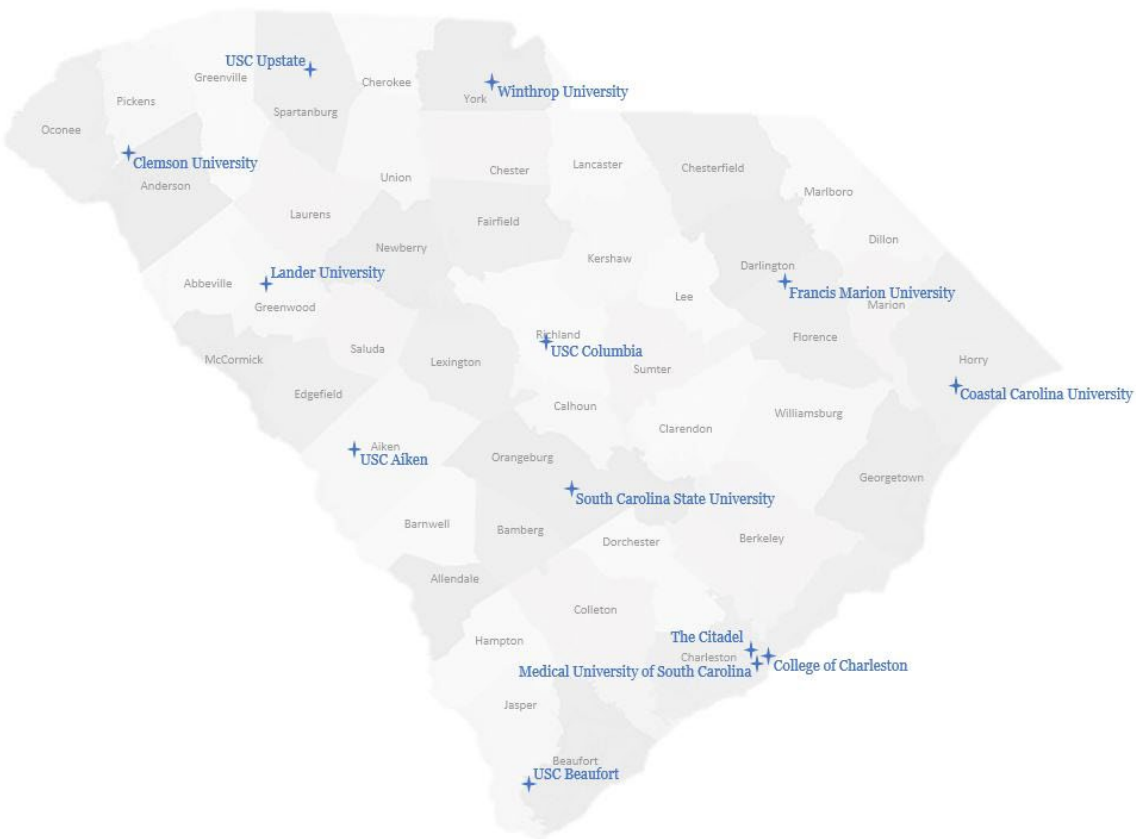 USC Upstate
Greenville
Cherokee
Winthrop University
York
Pickens
Spartanburg
Oconee
Clemson University
Anderson
Union
Chester
Lancaster
Chesterfield
Marlboro
Laurens
Fairfield
Newberry
Dillon
Kershaw
Darlington
Lander University
Abbeville
Greenwood
Lee
Francis Marion University
Marion
Richland
USC Columbia
Florence
McCormick
Saluda
Lexington
Sumter
Horry
Edgefield
Coastal Carolina University
Calhoun
Williamsburg
Clarendon
Aiken
USC Aiken
Orangeburg
Georgetown
South Carolina State University
Barnwell
Bamberg
Dorchester
Berkeley
Allendale
Colleton
Hampton
The Citadel
Charleston
College of Charleston
Medical University of South Carolina
Jasper
Beaufort
USC Beaufort